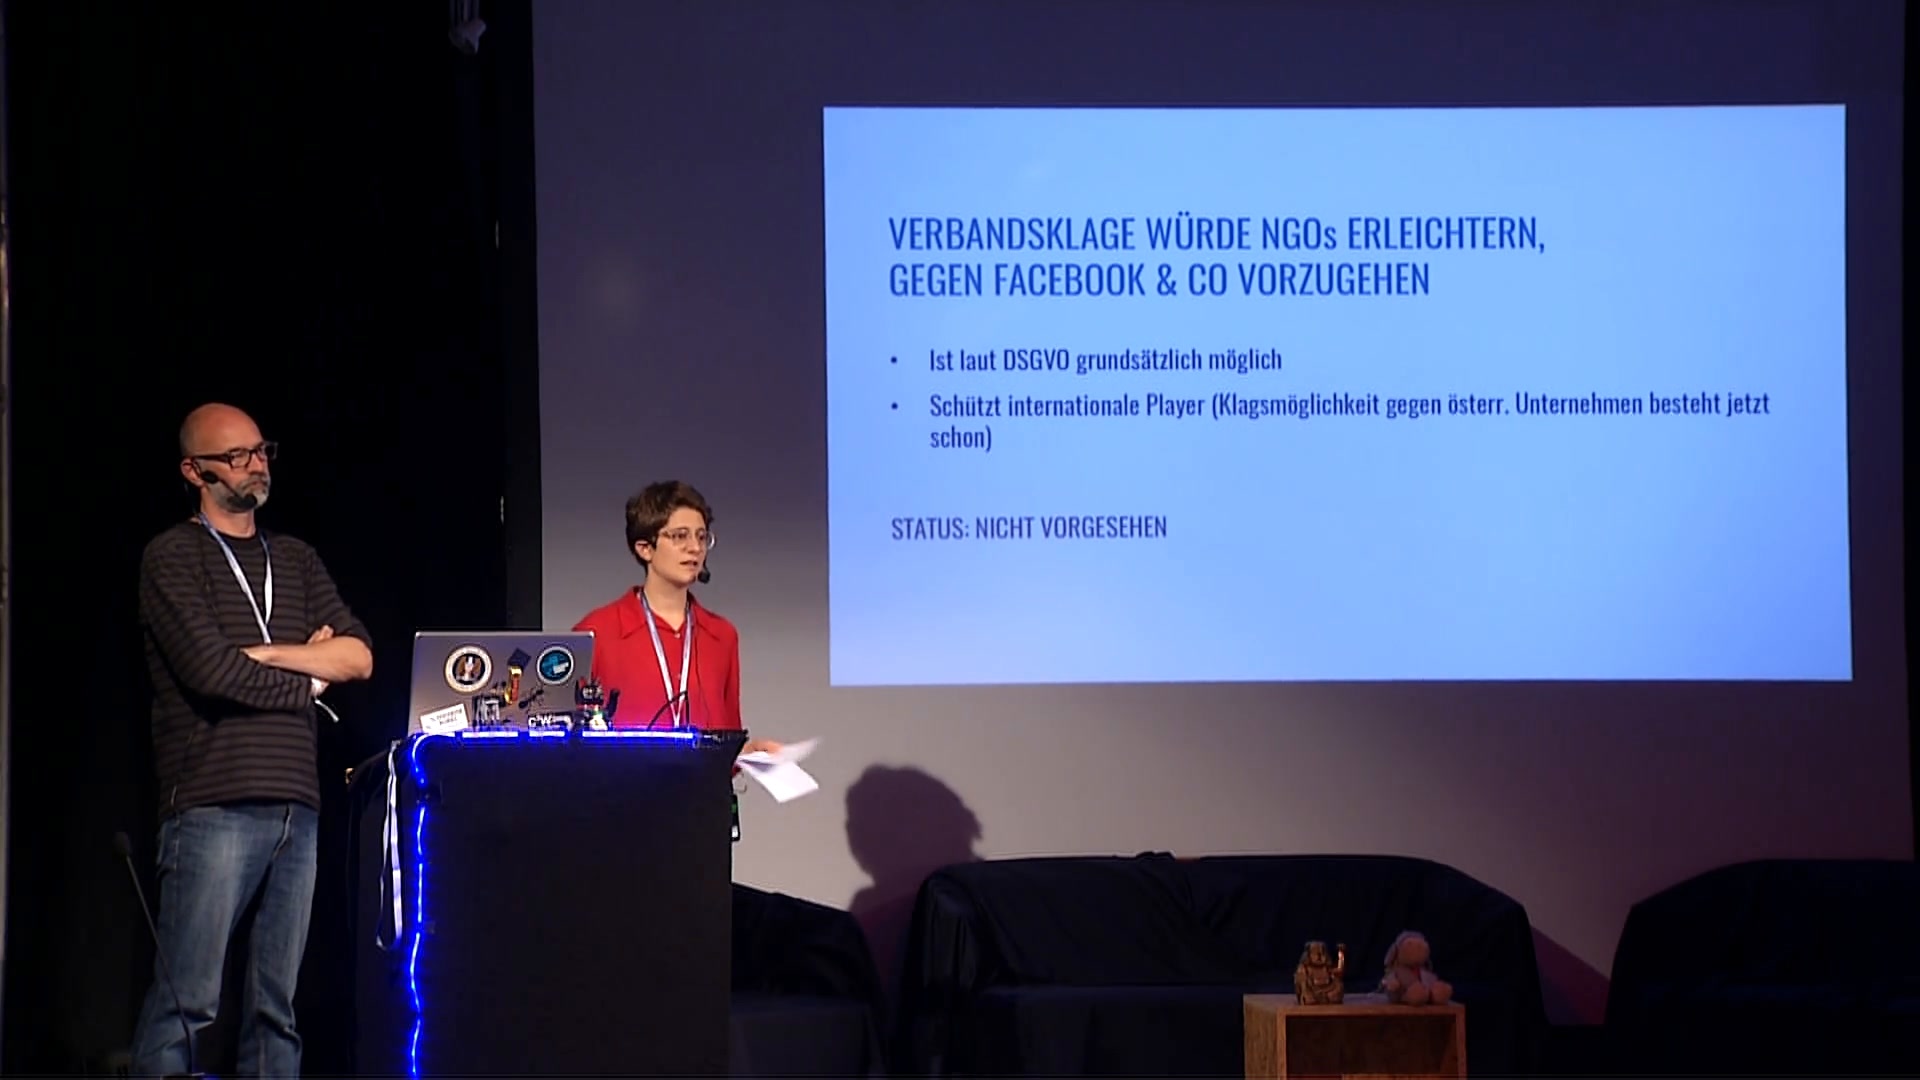 VERBANDSKLAGE WÜRDE NGOs ERLEICHTERN,
GEGEN FACEBOOK & CO VORZUGEHEN
• Ist laut DSGVO grundsätzlich möglich
• Schützt internationale Player (Klagsmöglichkeit gegen österr. Unternehmen besteht jetzt
schon)
STATUS: NICHT VORGESEHEN